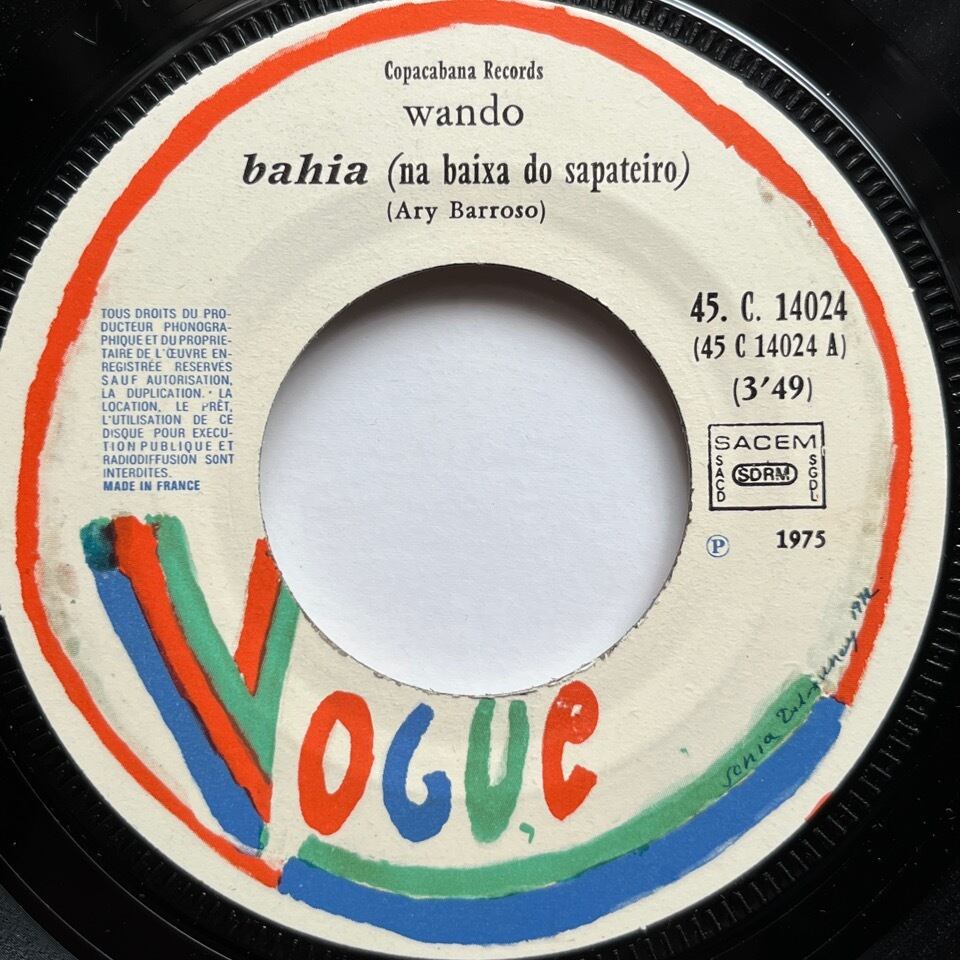 Copacabana Records
wando
bahia (na baixa do sapateiro)
(Ary Barroso)
TOUS DROITS DU PRO-
DUCTEUR PHONOGRA-
PHIQUE ET DU PROPRIE-
TAIRE DE L'ŒUVRE EN-
REGISTRÉE RESERVES
SAUF AUTORISATION,
LA DUPLICATION. LA
LOCATION, LE PRÊT,
L'UTILISATION DE CE
DISQUE POUR EXECU-
TION PUBLIQUE ET
RADIODIFFUSION SONT
INTERDITES.
MADE IN FRANCE
45. C. 14024
(45 C 14024 A)
(3'49)
SACEM
SACD
SDRM
SGDL
Ⓟ 1975
VOGUE
sonia Delaunay